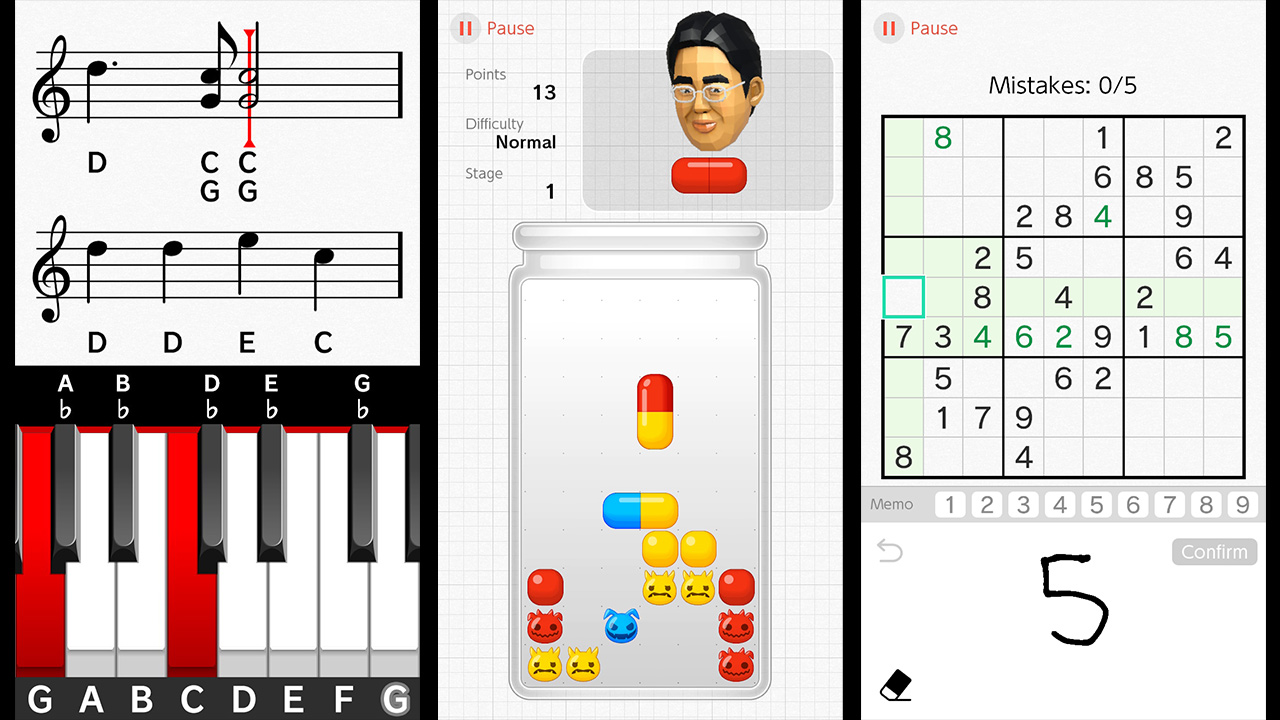 D C C
G G
D D E C
A B D E G
♭ ♭ ♭ ♭ ♭
G A B C D E F G
Pause
Points
13
Difficulty
Normal
Stage
1
Pause
Mistakes: 0/5
8 1 2
6 8 5
2 8 4 9
2 5 6 4
8 4 2
7 3 4 6 2 9 1 8 5
5 6 2
1 7 9
8 4
Memo 1 2 3 4 5 6 7 8 9
Confirm
5